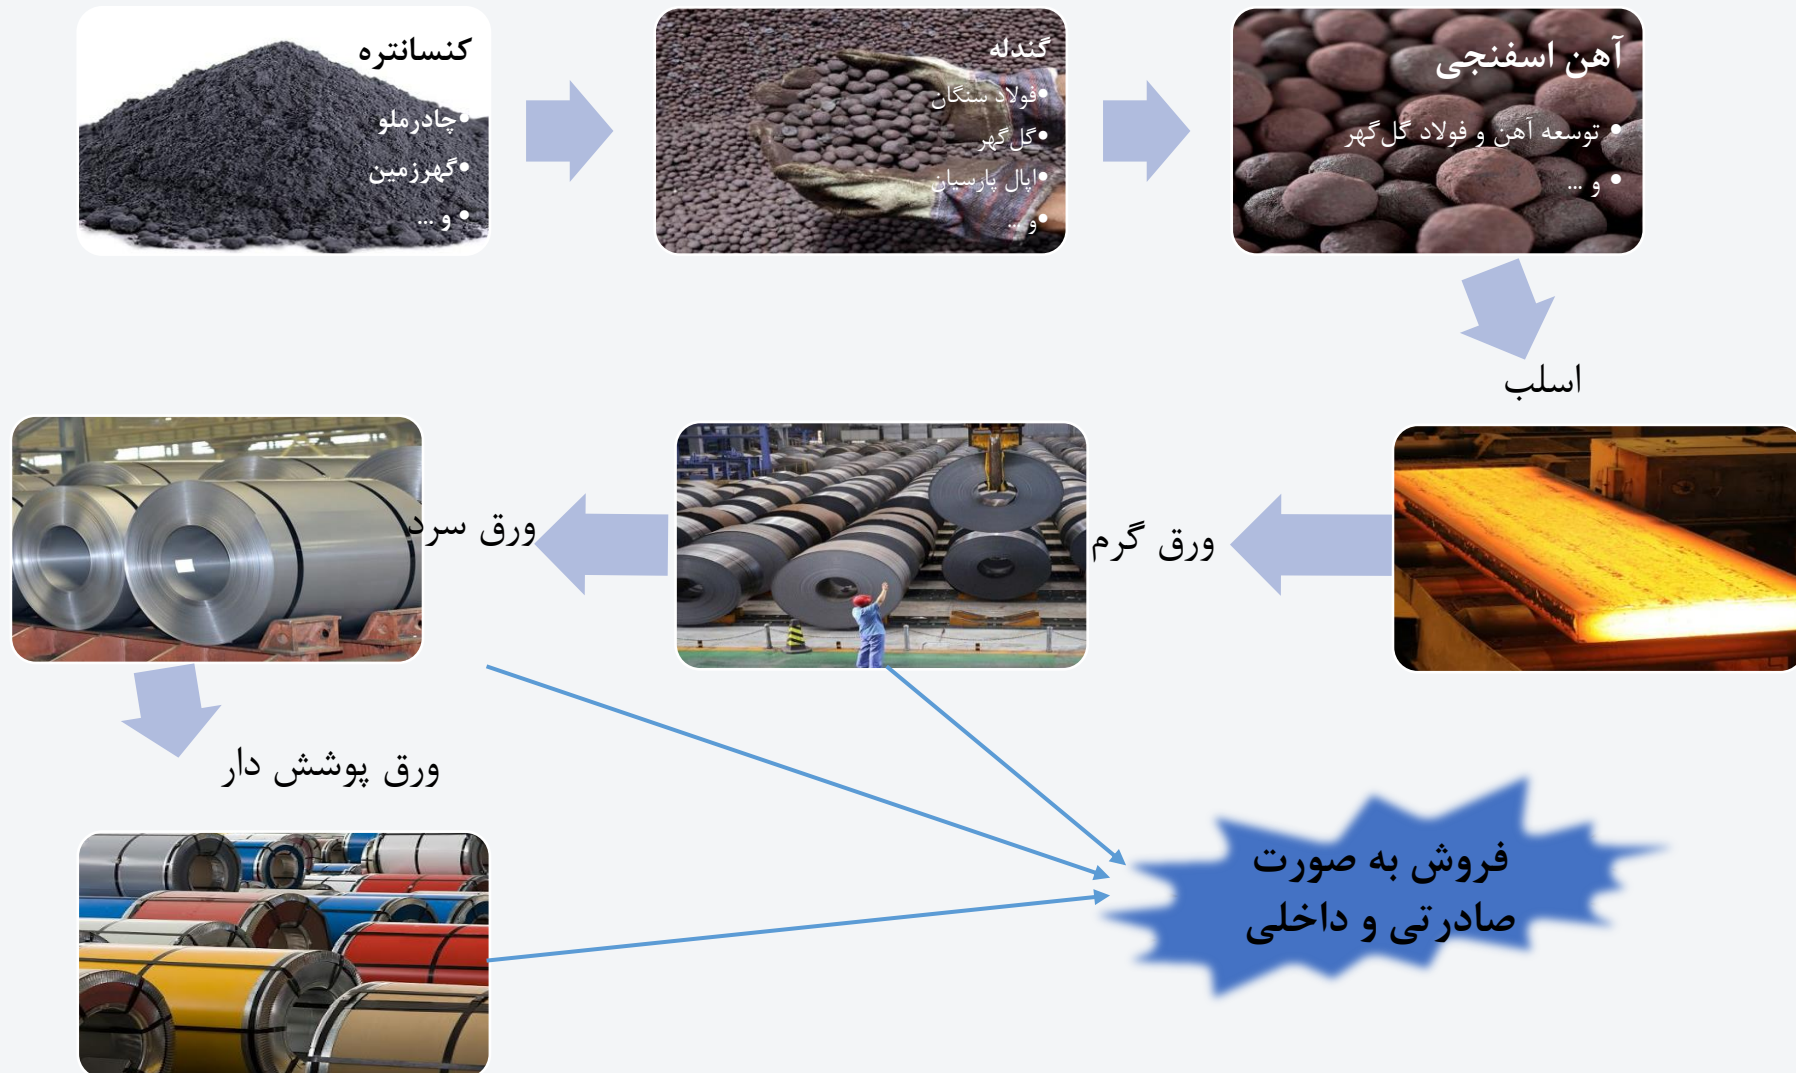 کنسانتره
•چادرملو
•گهرزمین
• و ...
گندله
•فولاد سنگان
•گل‌گهر
•اپال پارسیان
•و ...
آهن اسفنجی
• توسعه آهن و فولاد گل‌گهر
• و ...
اسلب
ورق گرم
ورق سرد
ورق پوشش دار
فروش به صورت
صادرتی و داخلی